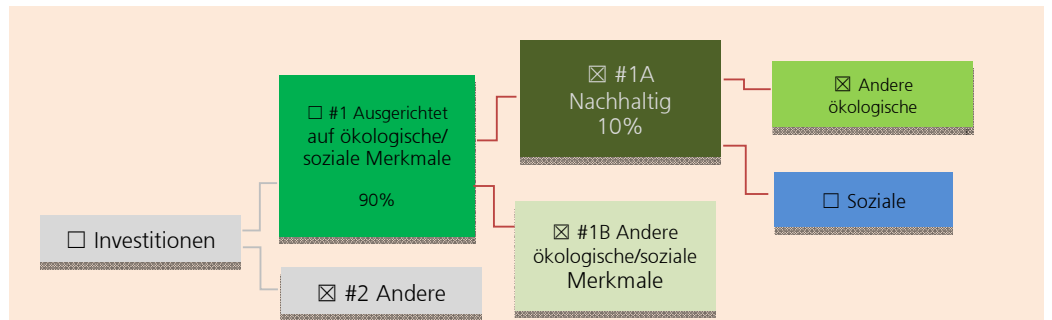 ☐ Investitionen
☐ #1 Ausgerichtet
auf ökologische/
soziale Merkmale
90%
☒ #2 Andere
☒ #1A
Nachhaltig
10%
☒ #1B Andere
ökologische/soziale
Merkmale
☒ Andere
ökologische
☐ Soziale